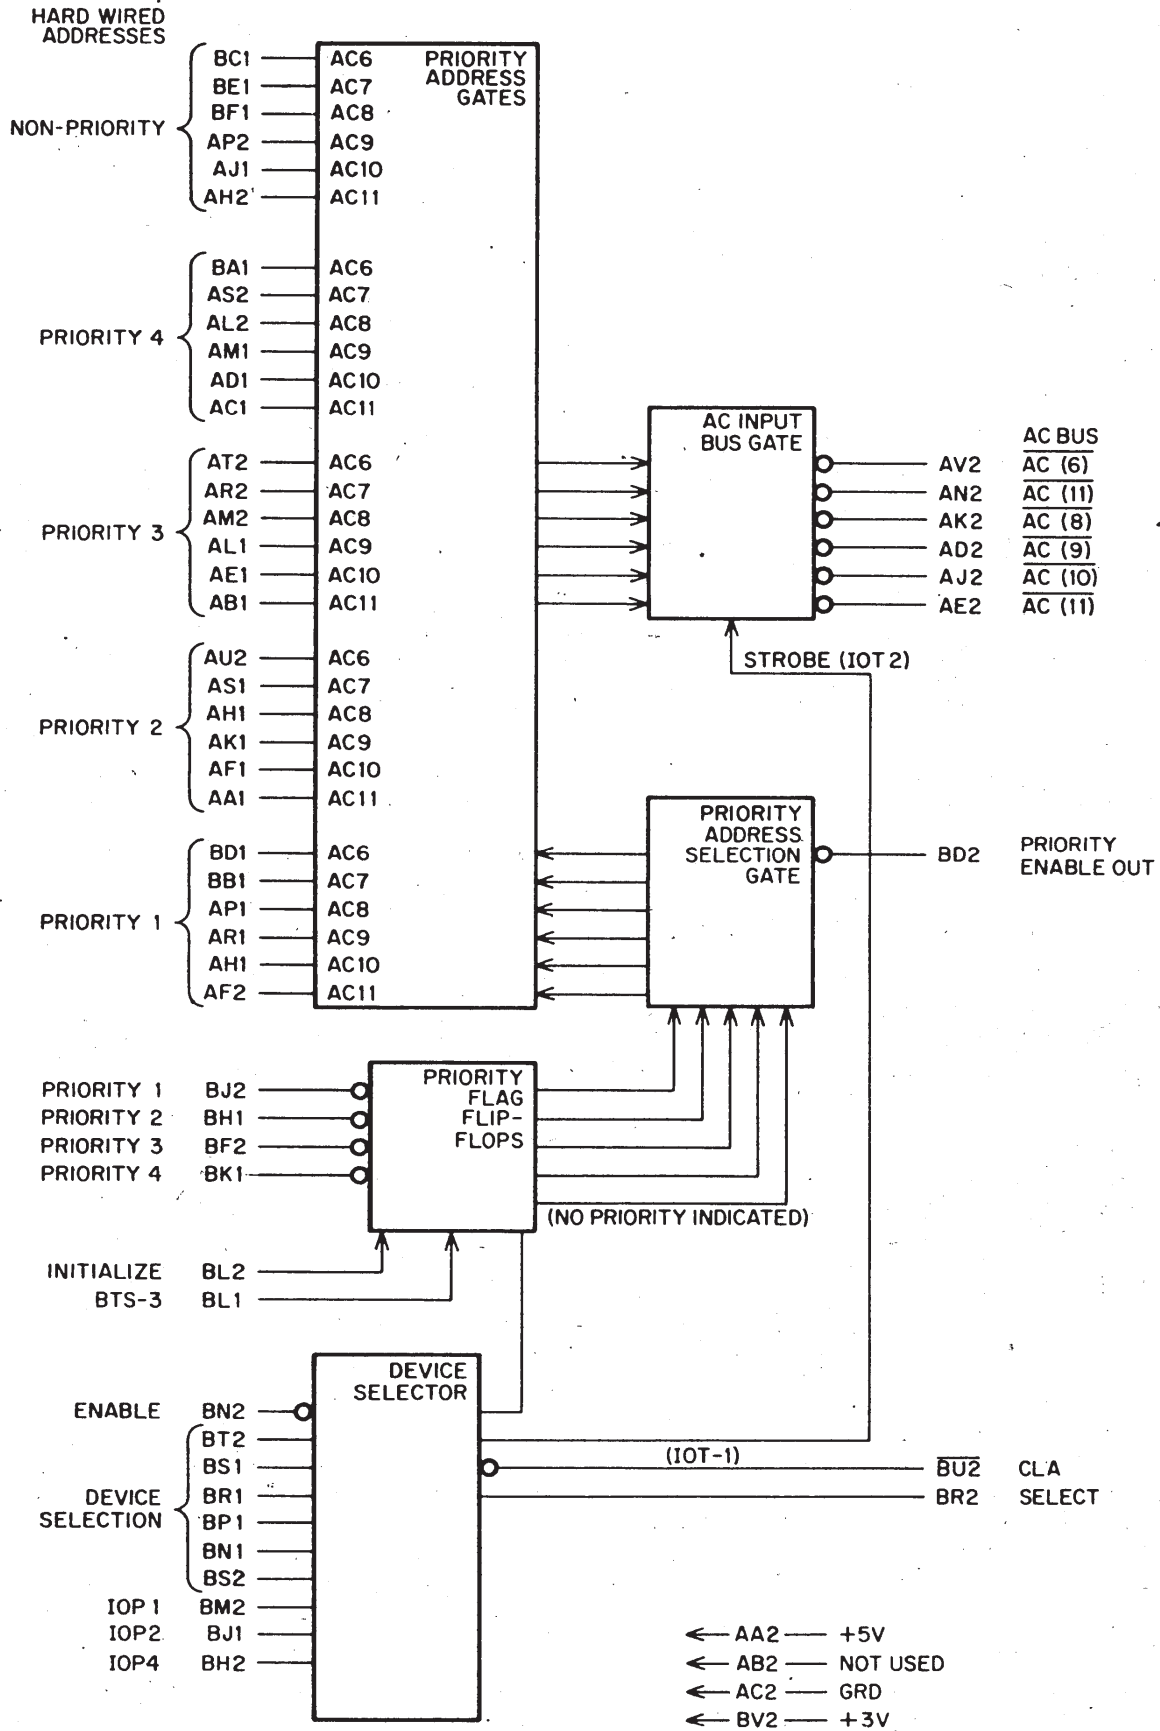 HARD WIRED
ADDRESSES
PRIORITY
ADDRESS
GATES
NON-PRIORITY
BC1 AC6
BE1 AC7
BF1 AC8
AP2 AC9
AJ1 AC10
AH2 AC11
PRIORITY 4
BA1 AC6
AS2 AC7
AL2 AC8
AM1 AC9
AD1 AC10
AC1 AC11
PRIORITY 3
AT2 AC6
AR2 AC7
AM2 AC8
AL1 AC9
AE1 AC10
AB1 AC11
PRIORITY 2
AU2 AC6
AS1 AC7
AH1 AC8
AK1 AC9
AF1 AC10
AA1 AC11
PRIORITY 1
BD1 AC6
BB1 AC7
AP1 AC8
AR1 AC9
AH1 AC10
AF2 AC11
AC INPUT
BUS GATE
AC BUS
AV2 AC (6)
AN2 AC (11)
AK2 AC (8)
AD2 AC (9)
AJ2 AC (10)
AE2 AC (11)
STROBE (IOT 2)
PRIORITY
ADDRESS
SELECTION
GATE
BD2 PRIORITY
ENABLE OUT
PRIORITY
FLAG
FLIP-
FLOPS
PRIORITY 1 BJ2
PRIORITY 2 BH1
PRIORITY 3 BF2
PRIORITY 4 BK1
(NO PRIORITY INDICATED)
INITIALIZE BL2
BTS-3 BL1
DEVICE
SELECTOR
ENABLE BN2
DEVICE
SELECTION
BT2
BS1
BR1
BP1
BN1
BS2
IOP 1 BM2
IOP2 BJ1
IOP4 BH2
(IOT-1)
BU2 CLA
BR2 SELECT
AA2 +5V
AB2 NOT USED
AC2 GRD
BV2 +3V